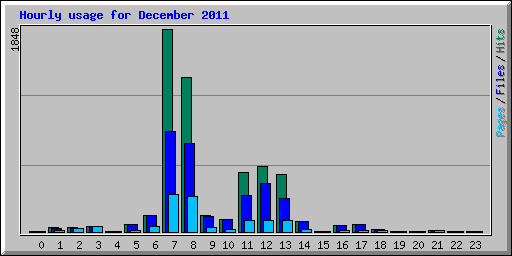 Hourly usage for December 2011
1848
Pages/Files/Hits
0 1 2 3 4 5 6 7 8 9 10 11 12 13 14 15 16 17 18 19 20 21 22 23